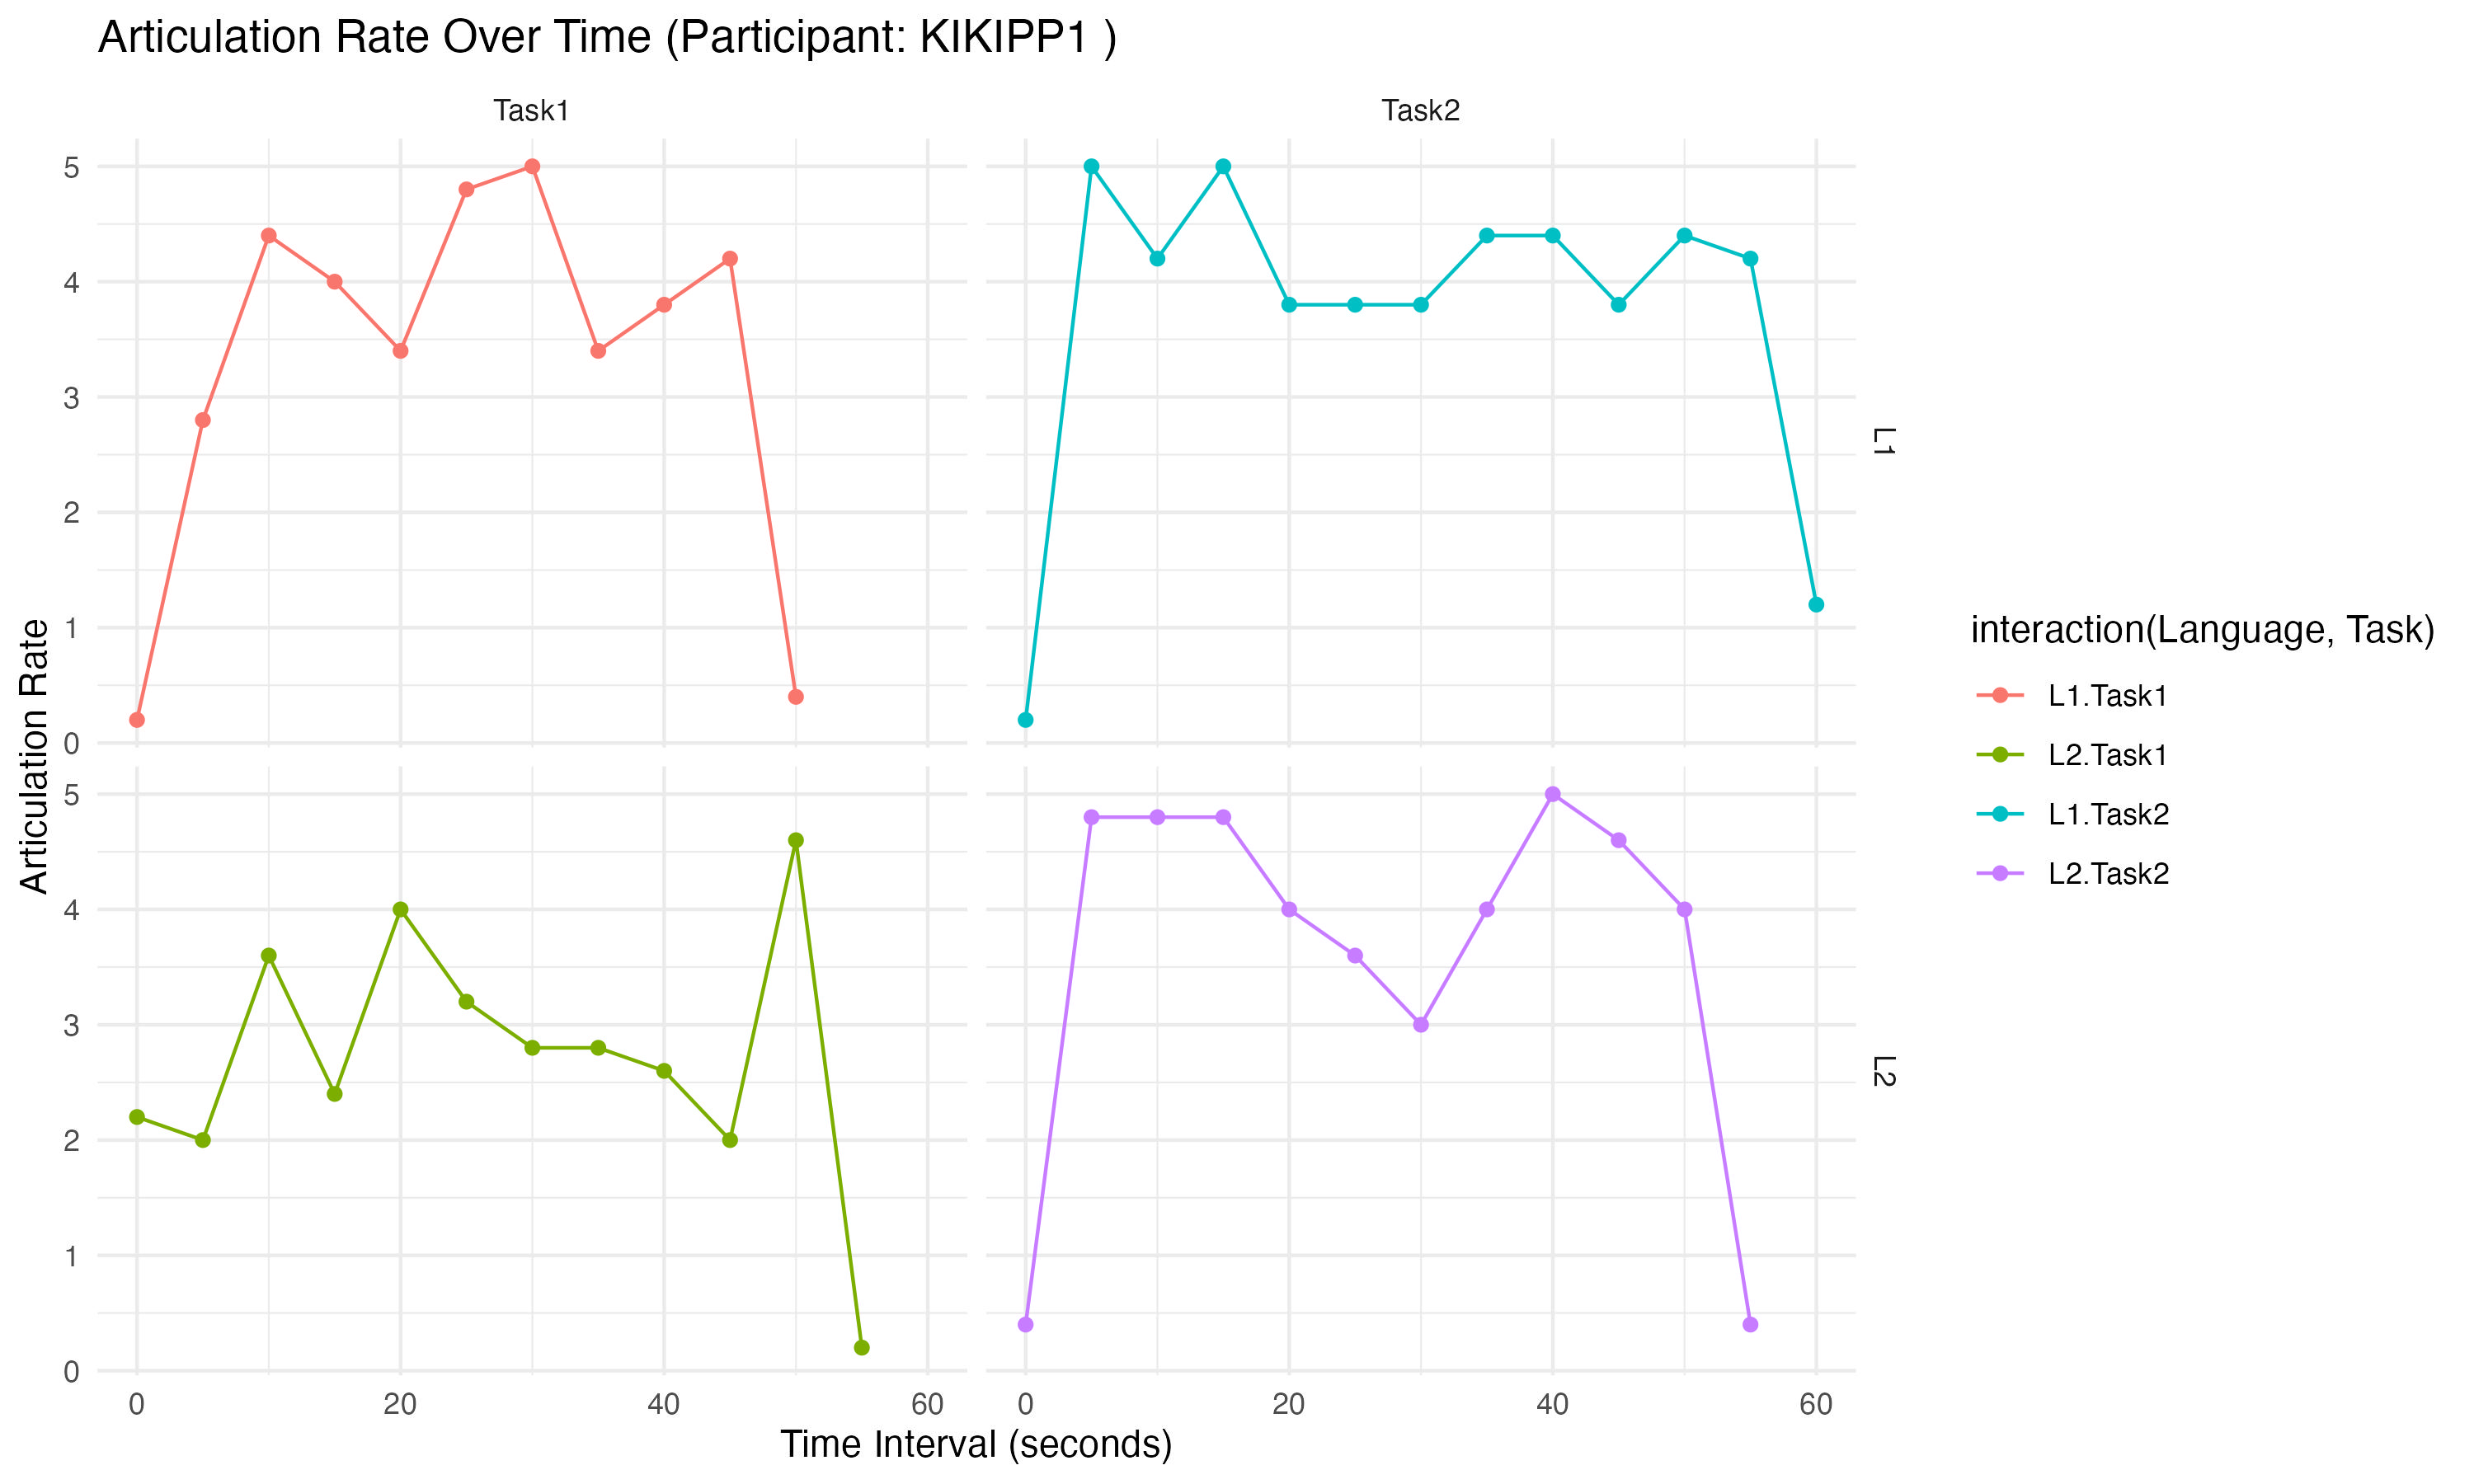 Articulation Rate Over Time (Participant: KIKIPP1 )
Task1
Task2
5
4
3
2
1
0
L1
5
4
3
2
1
0
L2
Articulation Rate
0
20
40
60
0
20
40
60
Time Interval (seconds)
interaction(Language, Task)
L1.Task1
L2.Task1
L1.Task2
L2.Task2